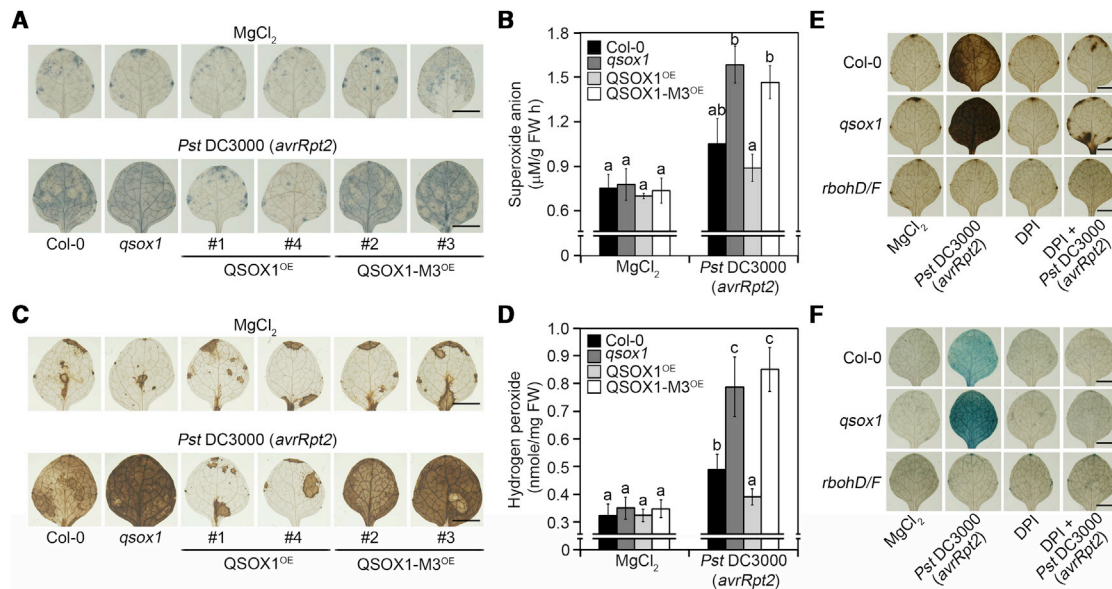 A
MgCl2
Pst DC3000 (avrRpt2)
Col-0 qsox1 #1 #4 #2 #3
QSOX1OE QSOX1-M3OE
B
Superoxide anion
(μM/g FW h)
1.8
1.5
1.2
0.9
0.6
0
Col-0
qsox1
QSOX1OE
QSOX1-M3OE
a a a a
ab b a b
MgCl2 Pst DC3000
(avrRpt2)
C
MgCl2
Pst DC3000 (avrRpt2)
Col-0 qsox1 #1 #4 #2 #3
QSOX1OE QSOX1-M3OE
D
Hydrogen peroxide
(nmole/mg FW)
1.0
0.9
0.8
0.7
0.6
0.5
0.4
0.3
0
Col-0
qsox1
QSOX1OE
QSOX1-M3OE
a a a a
b c a c
MgCl2 Pst DC3000
(avrRpt2)
E
Col-0
qsox1
rbohD/F
MgCl2
Pst DC3000
(avrRpt2)
DPI
DPI +
Pst DC3000
(avrRpt2)
F
Col-0
qsox1
rbohD/F
MgCl2
Pst DC3000
(avrRpt2)
DPI
DPI +
Pst DC3000
(avrRpt2)